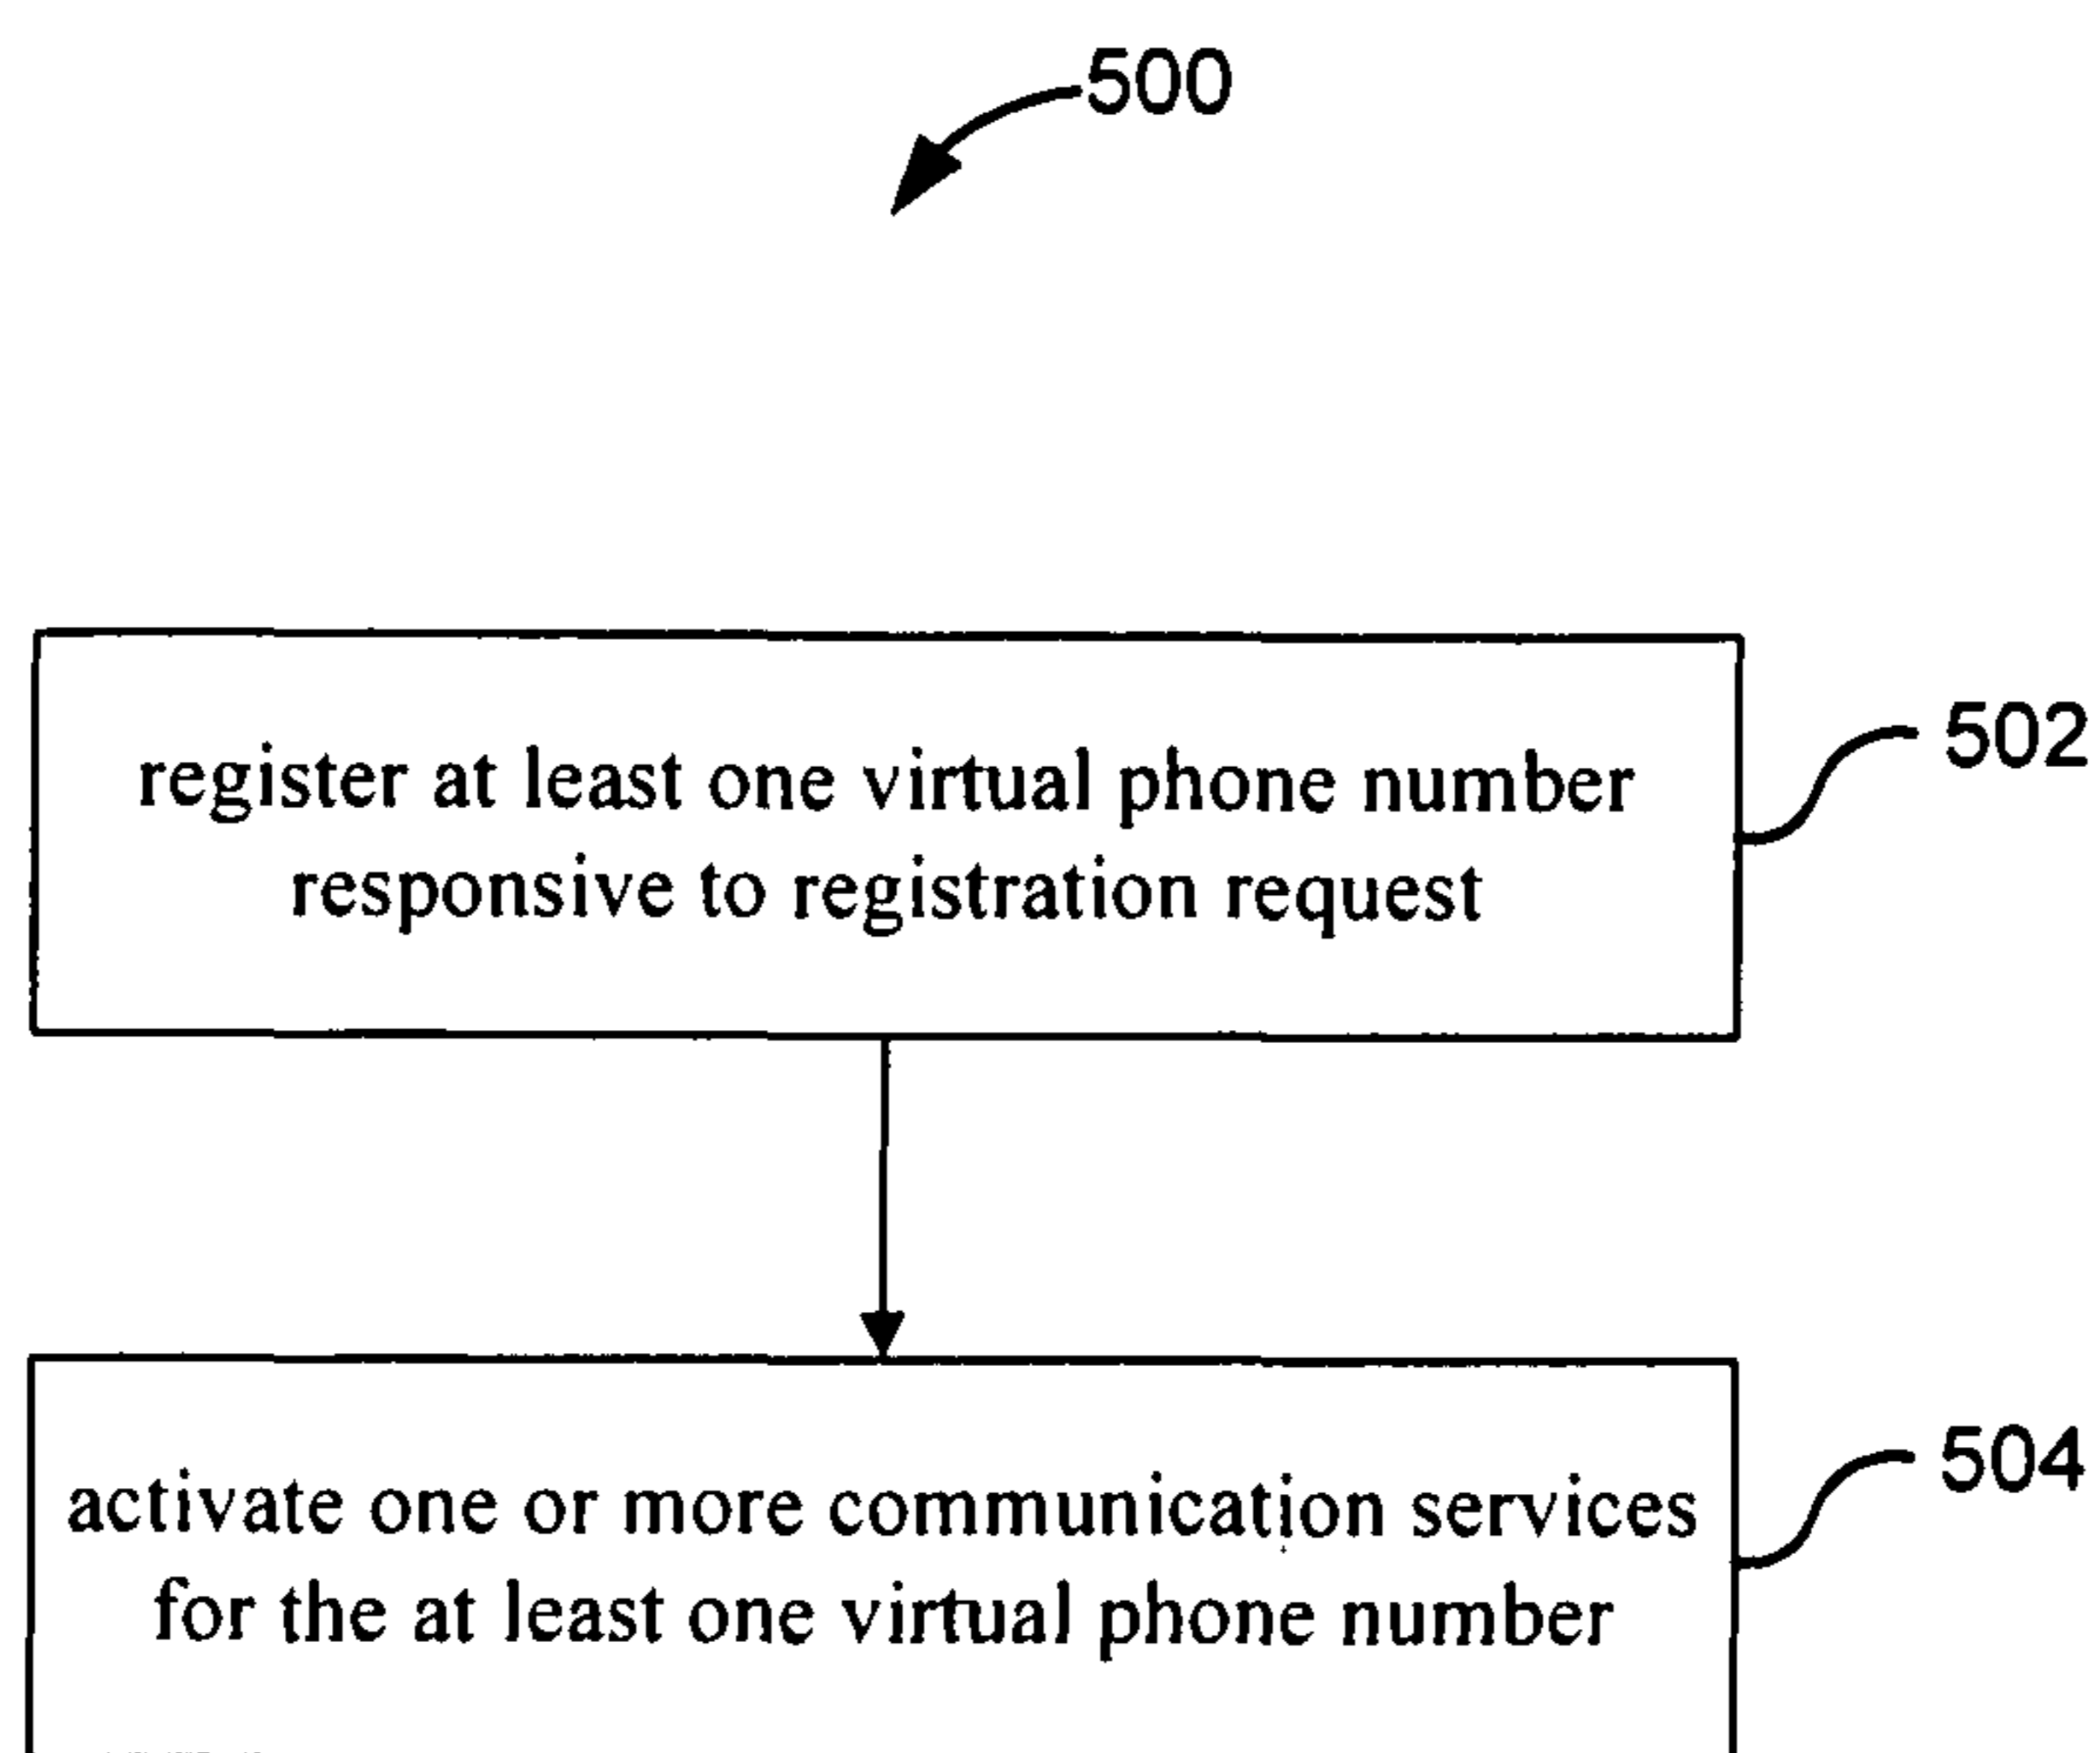 500
register at least one virtual phone number
responsive to registration request
502
activate one or more communication services
for the at least one virtual phone number
504